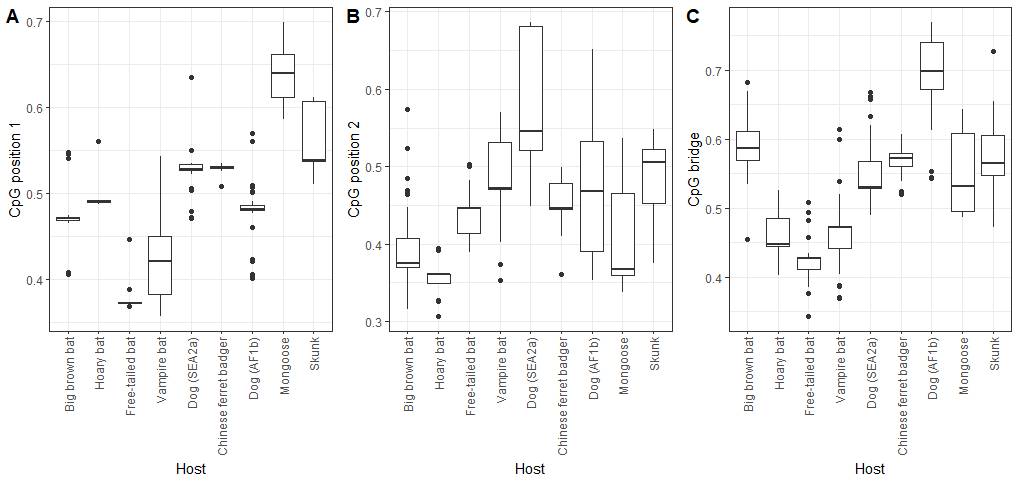 A
CpG position 1
0.7
0.6
0.5
0.4
Big brown bat
Hoary bat
Free-tailed bat
Vampire bat
Dog (SEA2a)
Chinese ferret badger
Dog (AF1b)
Mongoose
Skunk
Host
B
CpG position 2
0.7
0.6
0.5
0.4
0.3
Big brown bat
Hoary bat
Free-tailed bat
Vampire bat
Dog (SEA2a)
Chinese ferret badger
Dog (AF1b)
Mongoose
Skunk
Host
C
CpG bridge
0.7
0.6
0.5
0.4
Big brown bat
Hoary bat
Free-tailed bat
Vampire bat
Dog (SEA2a)
Chinese ferret badger
Dog (AF1b)
Mongoose
Skunk
Host